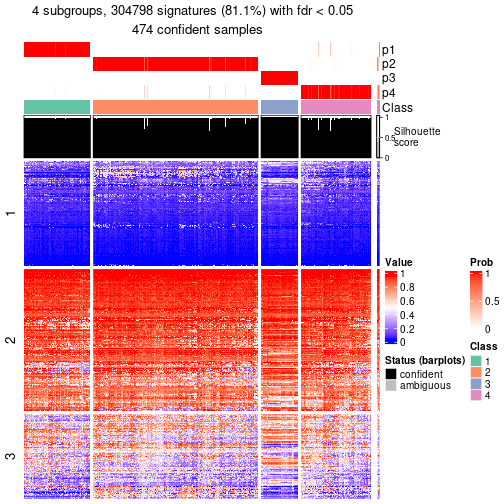 4 subgroups, 304798 signatures (81.1%) with fdr < 0.05
474 confident samples
p1
p2
p3
p4
Class
1
0.5
0
Silhouette
score
1
2
3
Value
1
0.8
0.6
0.4
0.2
0
Prob
1
0.5
0
Status (barplots)
confident
ambiguous
Class
1
2
3
4